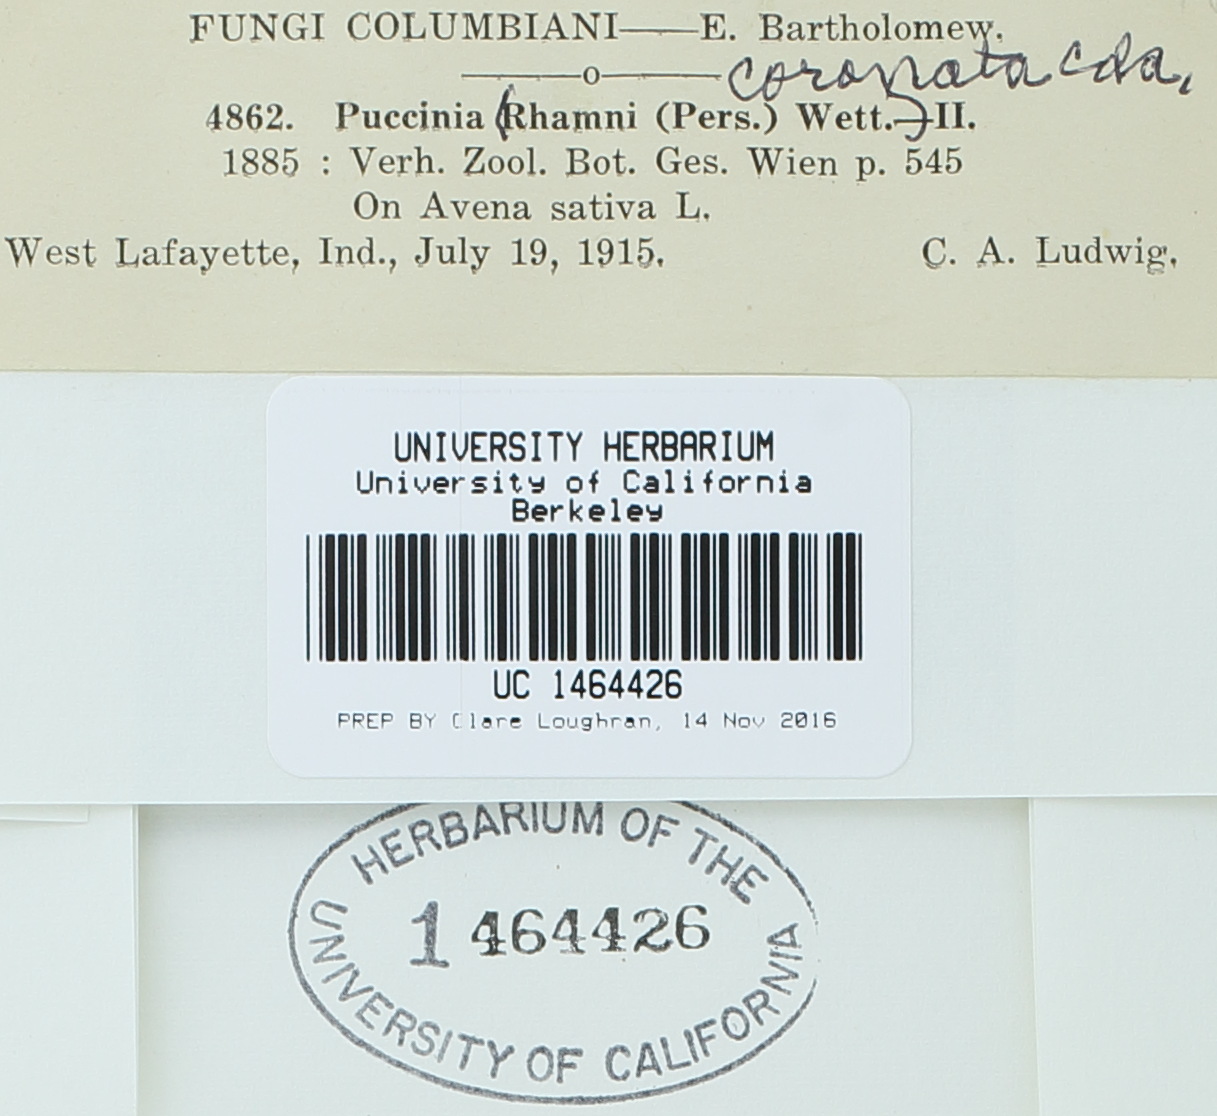 FUNGI COLUMBIANI——E. Bartholomew.
o
coronata Cda.
4862. Puccinia (Rhamni (Pers.) Wett.) II.
1885 : Verh. Zool. Bot. Ges. Wien p. 545
On Avena sativa L.
West Lafayette, Ind., July 19, 1915. C. A. Ludwig.
UNIVERSITY HERBARIUM
University of California
Berkeley
UC 1464426
PREP BY Clare Loughran, 14 Nov 2016
HERBARIUM OF THE
1464426
UNIVERSITY OF CALIFORNIA